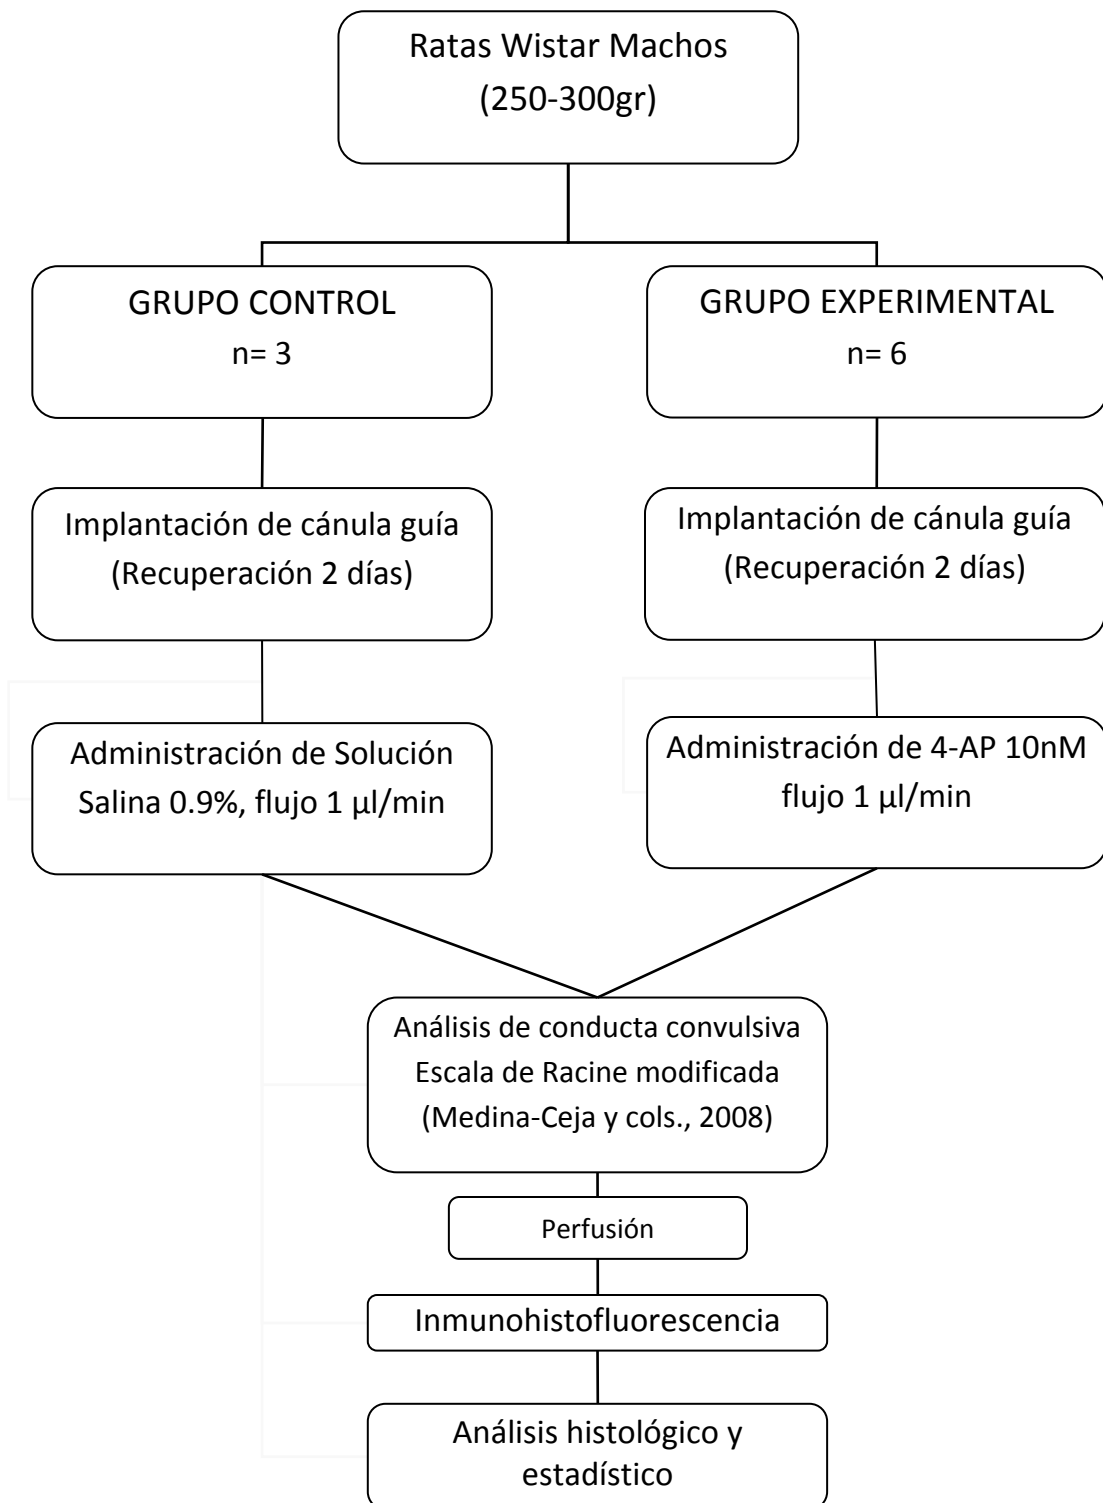 Ratas Wistar Machos
(250-300gr)
GRUPO CONTROL
n= 3
GRUPO EXPERIMENTAL
n= 6
Implantación de cánula guía
(Recuperación 2 días)
Implantación de cánula guía
(Recuperación 2 días)
Administración de Solución
Salina 0.9%, flujo 1 µl/min
Administración de 4-AP 10nM
flujo 1 µl/min
Análisis de conducta convulsiva
Escala de Racine modificada
(Medina-Ceja y cols., 2008)
Perfusión
Inmunohistofluorescencia
Análisis histológico y
estadístico